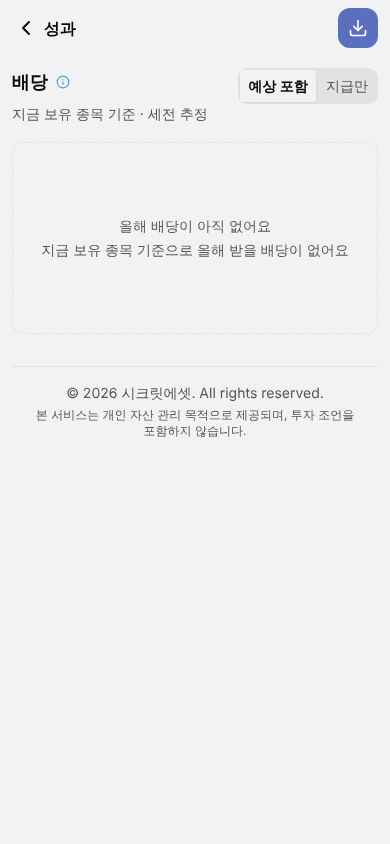 성과
배당
예상 포함
지급만
지금 보유 종목 기준 · 세전 추정
올해 배당이 아직 없어요
지금 보유 종목 기준으로 올해 받을 배당이 없어요
© 2026 시크릿에셋. All rights reserved.
본 서비스는 개인 자산 관리 목적으로 제공되며, 투자 조언을
포함하지 않습니다.